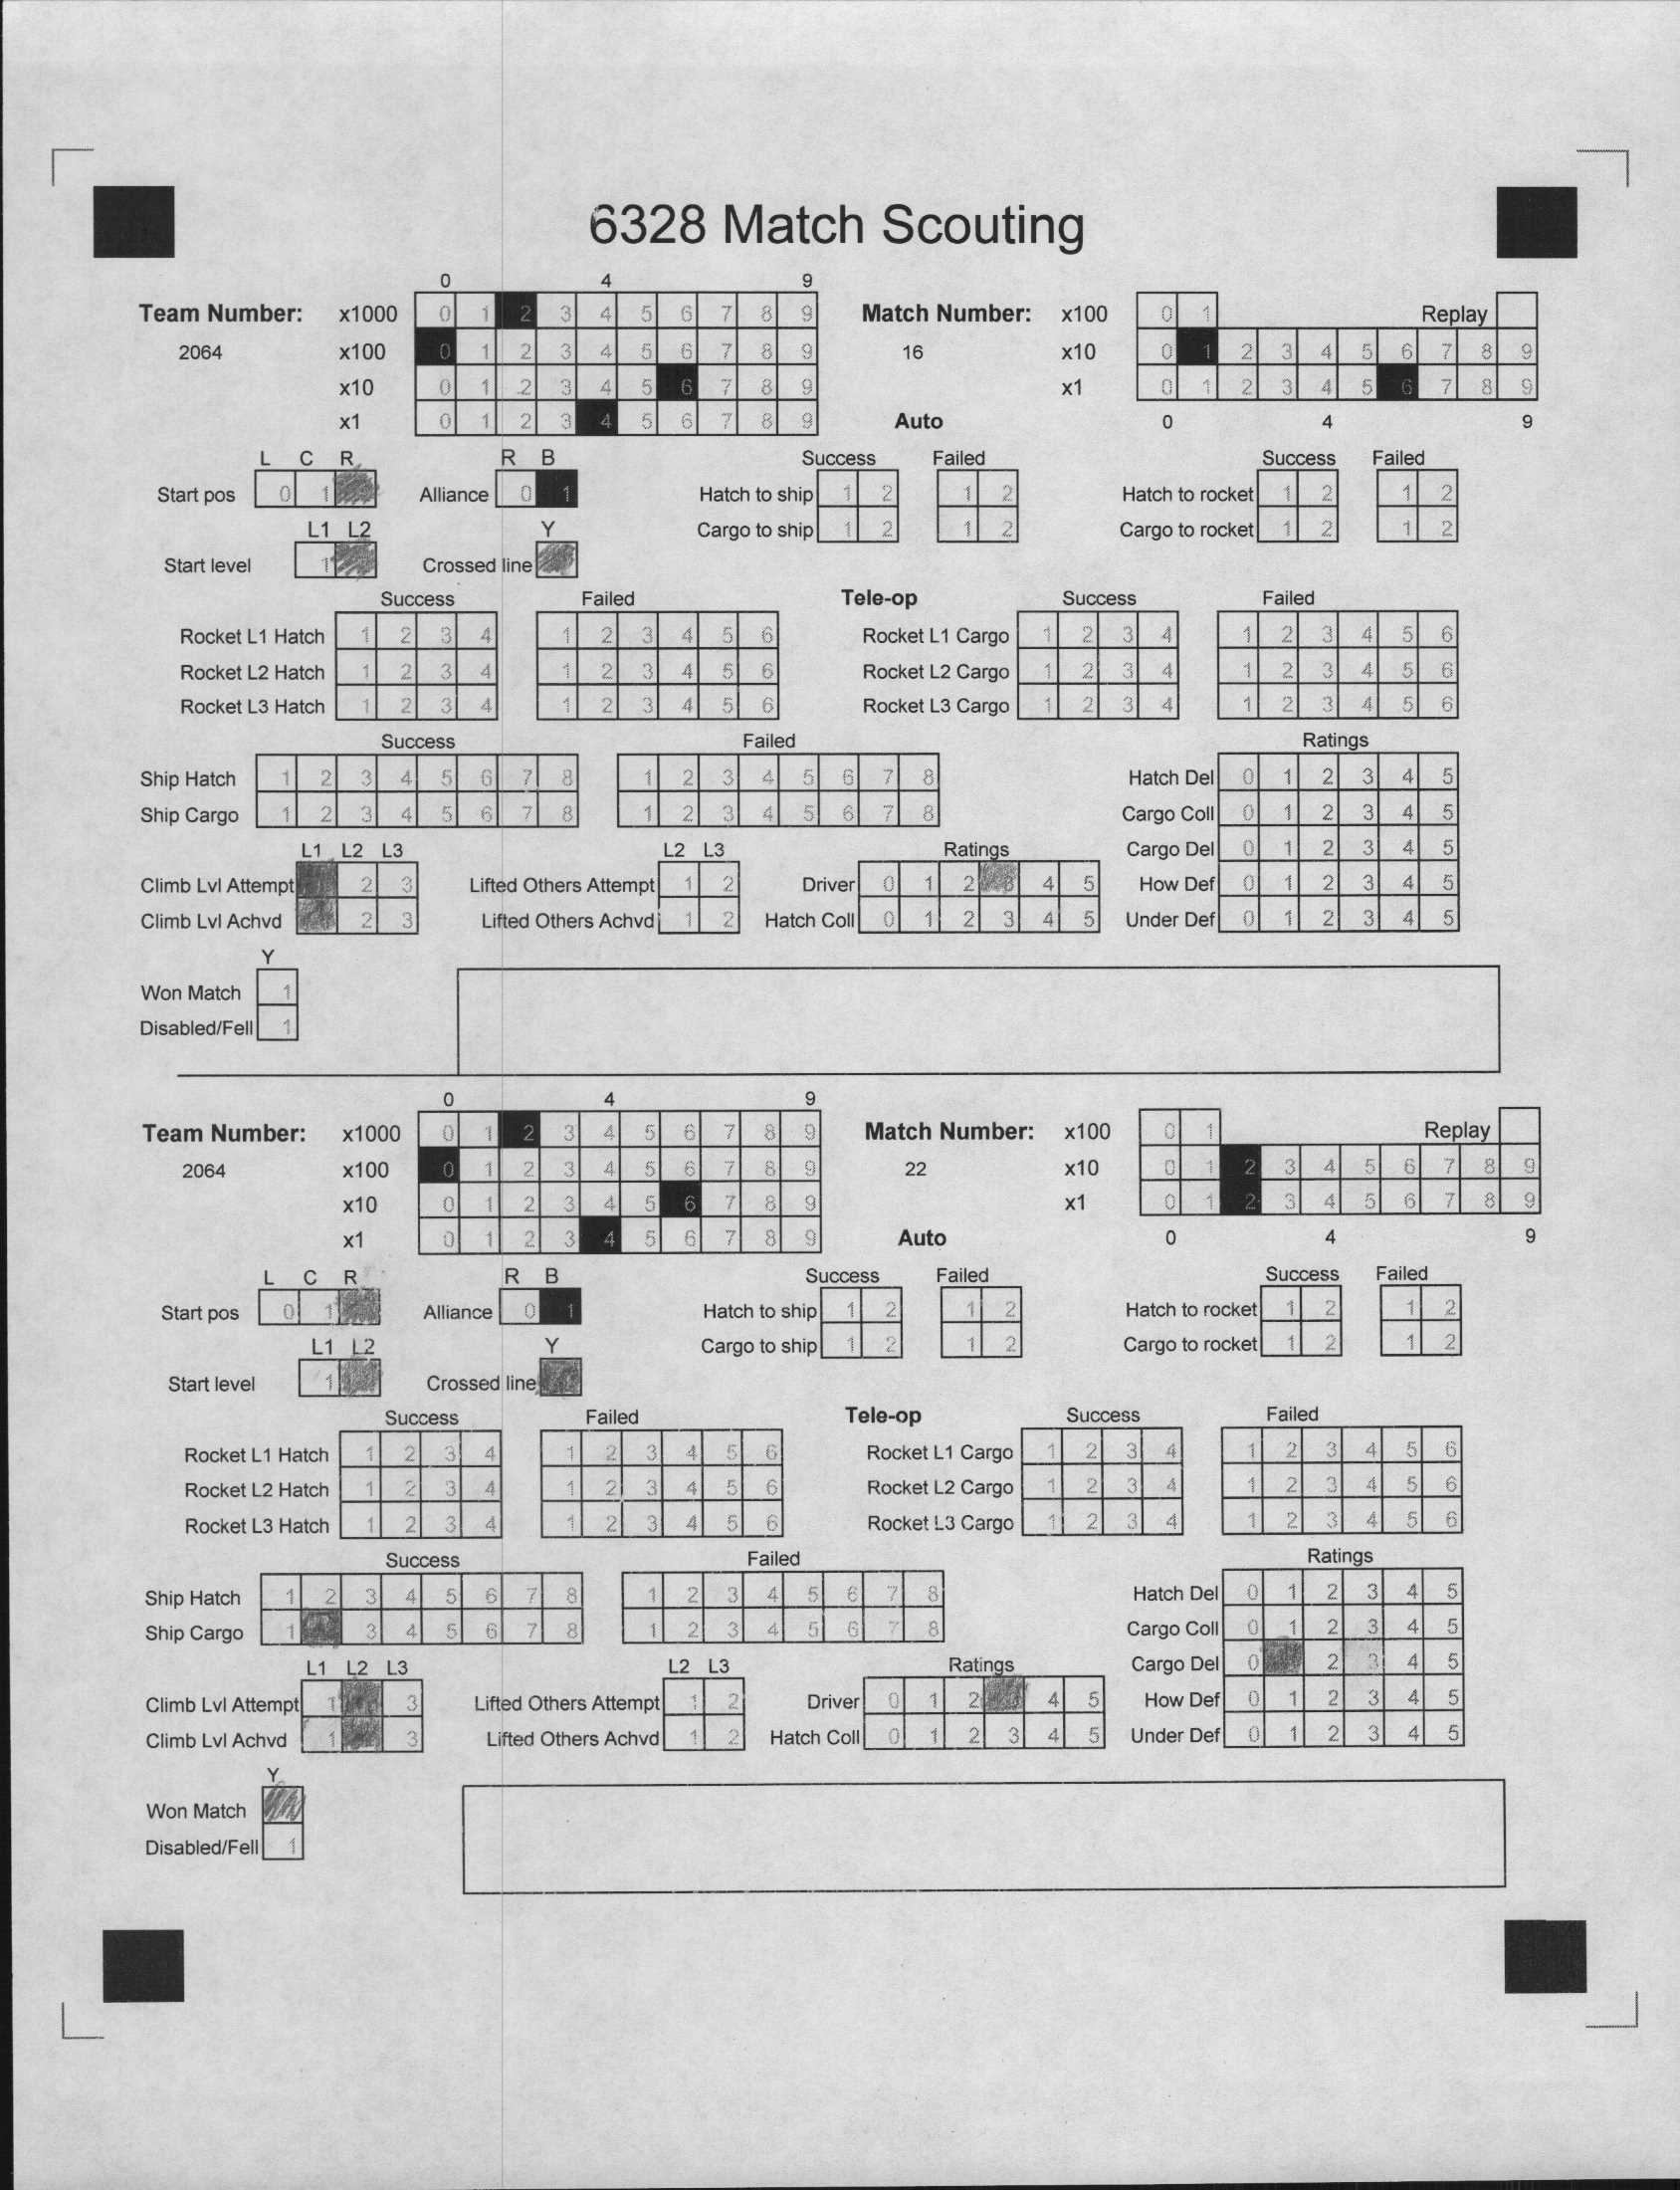 6328 Match Scouting
0 4 9
Team Number: x1000 0 1 2 3 4 5 6 7 8 9 Match Number: x100 0 1 Replay
2064 x100 0 1 2 3 4 5 6 7 8 9 16 x10 0 1 2 3 4 5 6 7 8 9
x10 0 1 2 3 4 5 6 7 8 9 x1 0 1 2 3 4 5 6 7 8 9
x1 0 1 2 3 4 5 6 7 8 9 Auto 0 4 9
L C R R B Success Failed Success Failed
Start pos 0 1 Alliance 0 1 Hatch to ship 1 2 1 2 Hatch to rocket 1 2 1 2
L1 L2 Y Cargo to ship 1 2 1 2 Cargo to rocket 1 2 1 2
Start level 1 Crossed line
Success Failed Tele-op Success Failed
Rocket L1 Hatch 1 2 3 4 1 2 3 4 5 6 Rocket L1 Cargo 1 2 3 4 1 2 3 4 5 6
Rocket L2 Hatch 1 2 3 4 1 2 3 4 5 6 Rocket L2 Cargo 1 2 3 4 1 2 3 4 5 6
Rocket L3 Hatch 1 2 3 4 1 2 3 4 5 6 Rocket L3 Cargo 1 2 3 4 1 2 3 4 5 6
Success Failed Ratings
Ship Hatch 1 2 3 4 5 6 7 8 1 2 3 4 5 6 7 8 Hatch Del 0 1 2 3 4 5
Ship Cargo 1 2 3 4 5 6 7 8 1 2 3 4 5 6 7 8 Cargo Coll 0 1 2 3 4 5
L1 L2 L3 L2 L3 Ratings Cargo Del 0 1 2 3 4 5
Climb Lvl Attempt 2 3 Lifted Others Attempt 1 2 Driver 0 1 2 3 4 5 How Def 0 1 2 3 4 5
Climb Lvl Achvd 2 3 Lifted Others Achvd 1 2 Hatch Coll 0 1 2 3 4 5 Under Def 0 1 2 3 4 5
Y
Won Match 1
Disabled/Fell 1
0 4 9
Team Number: x1000 0 1 2 3 4 5 6 7 8 9 Match Number: x100 0 1 Replay
2064 x100 0 1 2 3 4 5 6 7 8 9 22 x10 0 1 2 3 4 5 6 7 8 9
x10 0 1 2 3 4 5 6 7 8 9 x1 0 1 2 3 4 5 6 7 8 9
x1 0 1 2 3 4 5 6 7 8 9 Auto 0 4 9
L C R R B Success Failed Success Failed
Start pos 0 1 Alliance 0 1 Hatch to ship 1 2 1 2 Hatch to rocket 1 2 1 2
L1 L2 Y Cargo to ship 1 2 1 2 Cargo to rocket 1 2 1 2
Start level 1 Crossed line
Success Failed Tele-op Success Failed
Rocket L1 Hatch 1 2 3 4 1 2 3 4 5 6 Rocket L1 Cargo 1 2 3 4 1 2 3 4 5 6
Rocket L2 Hatch 1 2 3 4 1 2 3 4 5 6 Rocket L2 Cargo 1 2 3 4 1 2 3 4 5 6
Rocket L3 Hatch 1 2 3 4 1 2 3 4 5 6 Rocket L3 Cargo 1 2 3 4 1 2 3 4 5 6
Success Failed Ratings
Ship Hatch 1 2 3 4 5 6 7 8 1 2 3 4 5 6 7 8 Hatch Del 0 1 2 3 4 5
Ship Cargo 1 3 4 5 6 7 8 1 2 3 4 5 6 7 8 Cargo Coll 0 1 2 3 4 5
L1 L2 L3 L2 L3 Ratings Cargo Del 0 2 3 4 5
Climb Lvl Attempt 1 3 Lifted Others Attempt 1 2 Driver 0 1 2 4 5 How Def 0 1 2 3 4 5
Climb Lvl Achvd 1 3 Lifted Others Achvd 1 2 Hatch Coll 0 1 2 3 4 5 Under Def 0 1 2 3 4 5
Y
Won Match
Disabled/Fell 1